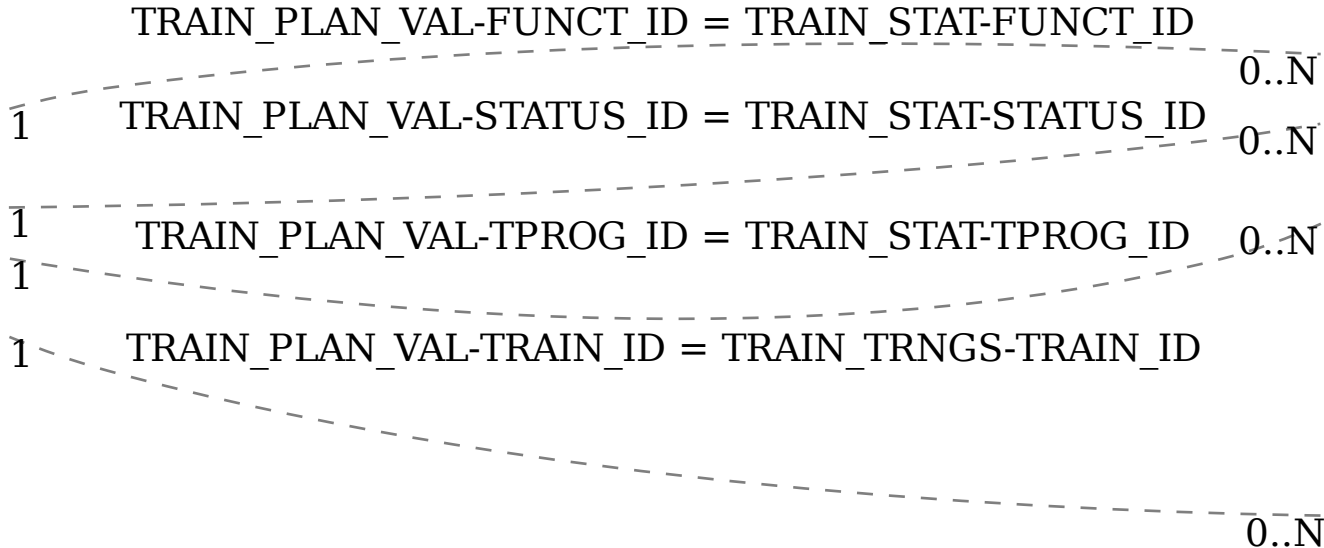 TRAIN_PLAN_VAL-FUNCT_ID = TRAIN_STAT-FUNCT_ID
0..N
1
TRAIN_PLAN_VAL-STATUS_ID = TRAIN_STAT-STATUS_ID
0..N
1
TRAIN_PLAN_VAL-TPROG_ID = TRAIN_STAT-TPROG_ID
0..N
1
1
TRAIN_PLAN_VAL-TRAIN_ID = TRAIN_TRNGS-TRAIN_ID
0..N